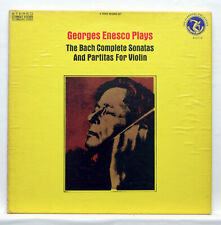 STEREO
Georges Enesco Plays
The Bach Complete Sonatas
And Partitas For Violin